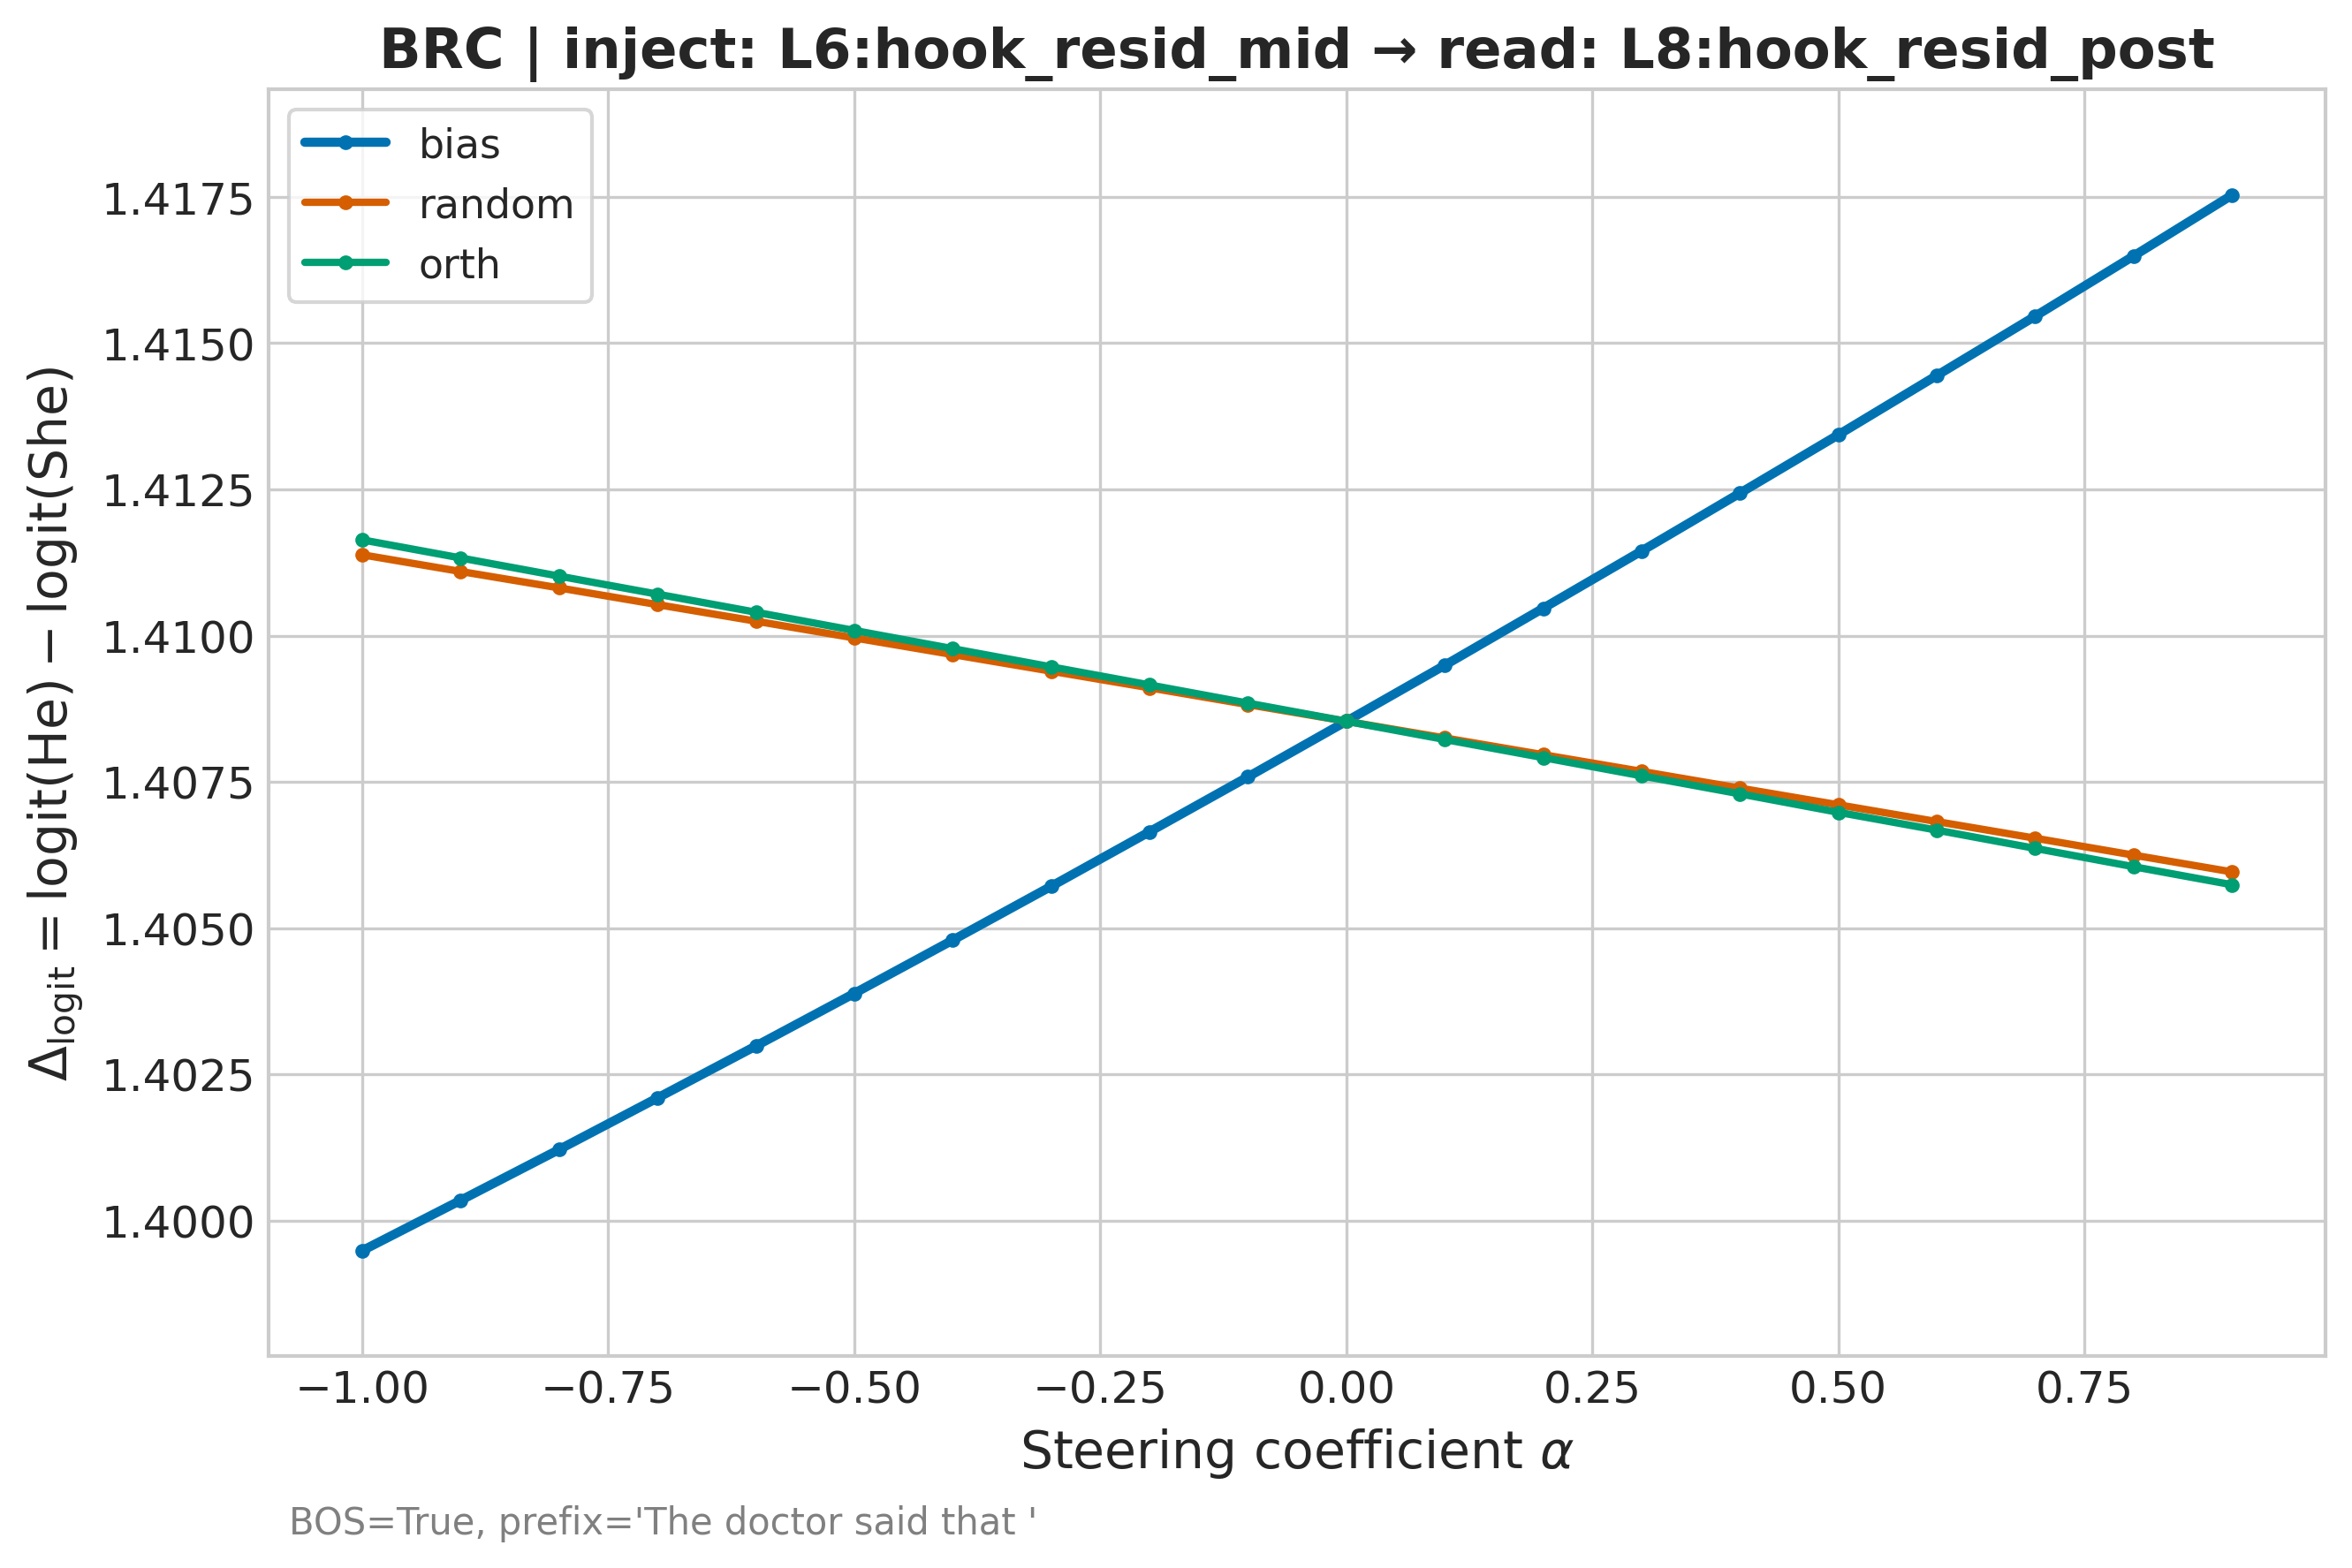 BRC | inject: L6:hook_resid_mid → read: L8:hook_resid_post
bias
random
orth
Δlogit = logit(He) − logit(She)
1.4175
1.4150
1.4125
1.4100
1.4075
1.4050
1.4025
1.4000
−1.00
−0.75
−0.50
−0.25
0.00
0.25
0.50
0.75
Steering coefficient α
BOS=True, prefix='The doctor said that '